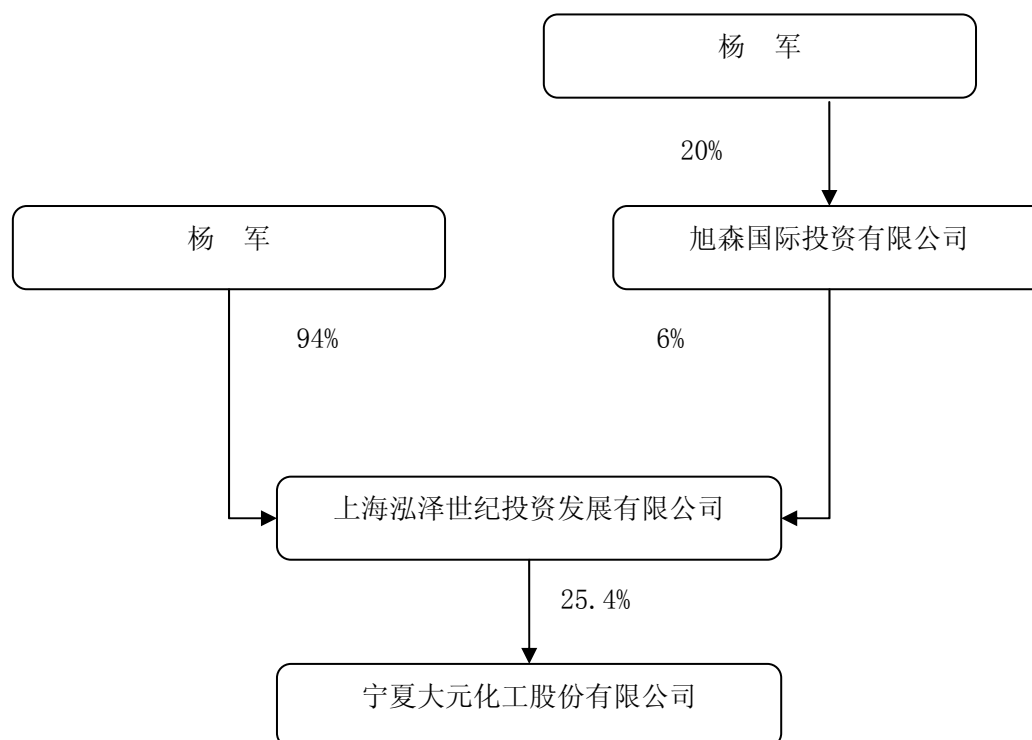 杨 军
20%
杨 军
旭森国际投资有限公司
94%
6%
上海泓泽世纪投资发展有限公司
25.4%
宁夏大元化工股份有限公司